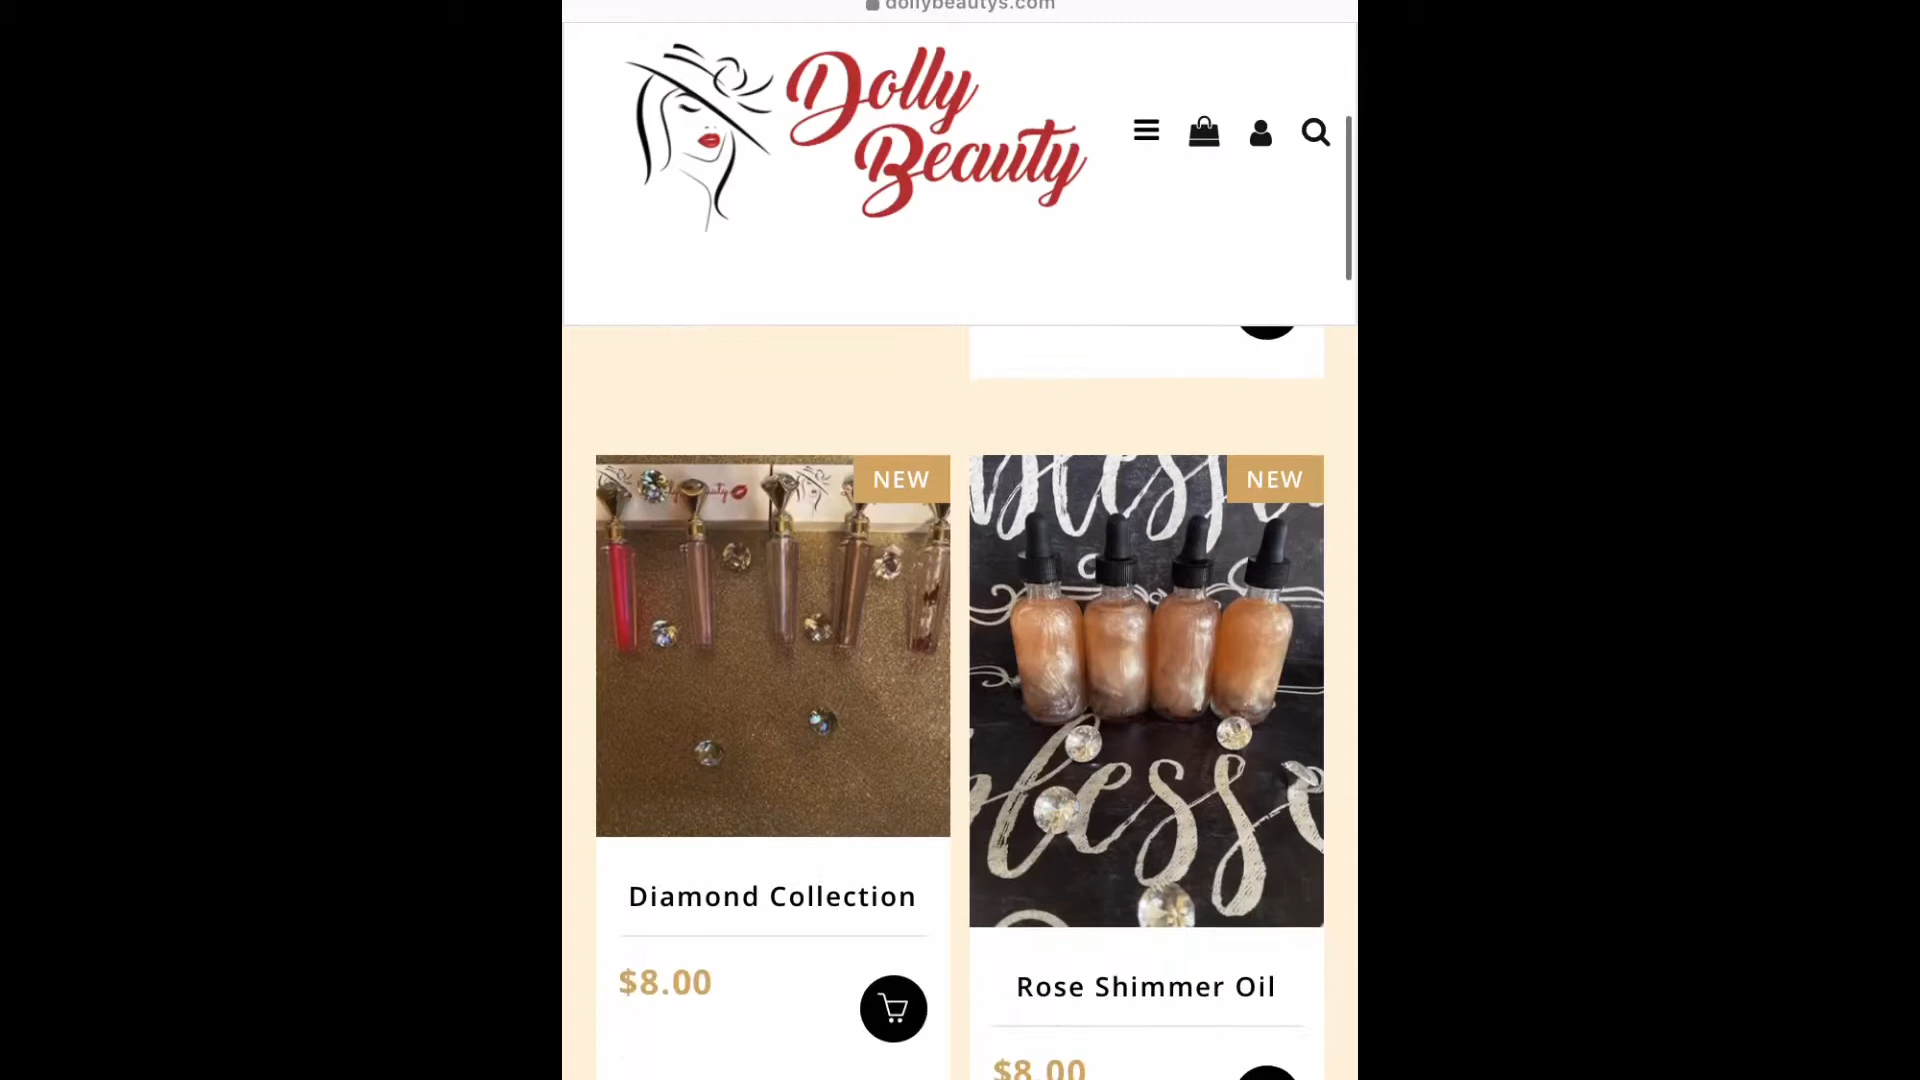 dollybeautys.com
Dolly
Beauty
NEW
NEW
Diamond Collection
$8.00
Rose Shimmer Oil
$8.00